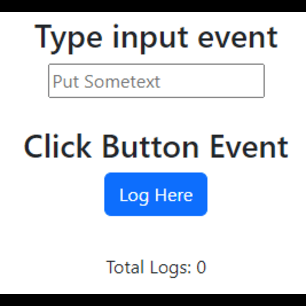 Type input event
Put Sometext
Click Button Event
Log Here
Total Logs: 0